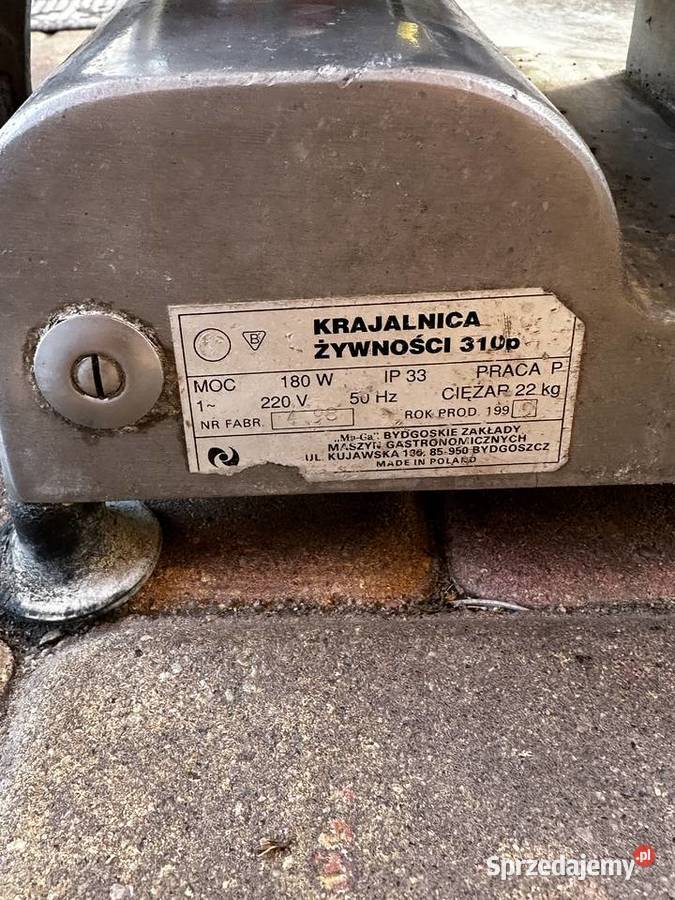 B
KRAJALNICA
ŻYWNOŚCI 310p
MOC 180 W IP 33 PRACA P
1~ 220 V 50 Hz CIĘŻAR 22 kg
NR FABR. ROK PROD. 199
„Ma-Ga” BYDGOSKIE ZAKŁADY
MASZYN GASTRONOMICZNYCH
UL. KUJAWSKA 136, 85-950 BYDGOSZCZ
MADE IN POLAND
Sprzedajemy.pl